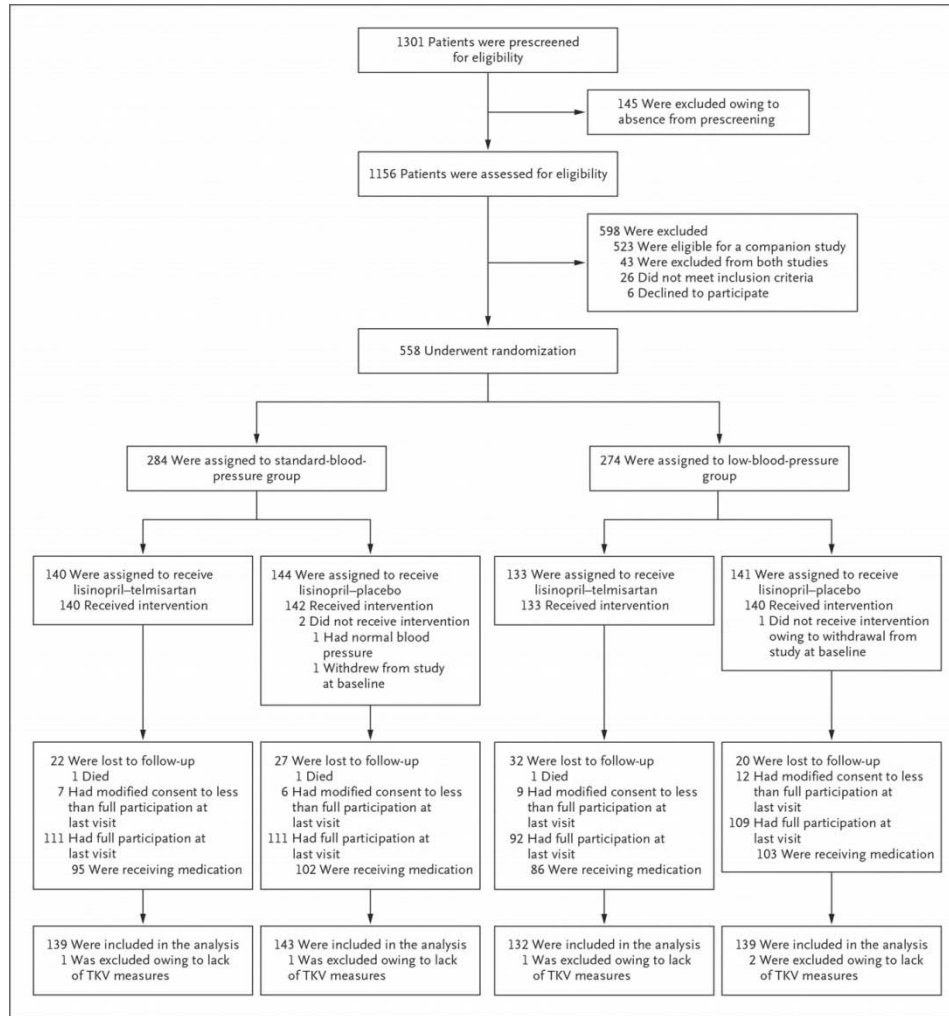 1301 Patients were prescreened
for eligibility
145 Were excluded owing to
absence from prescreening
1156 Patients were assessed for eligibility
598 Were excluded
523 Were eligible for a companion study
43 Were excluded from both studies
26 Did not meet inclusion criteria
6 Declined to participate
558 Underwent randomization
284 Were assigned to standard-blood-
pressure group
274 Were assigned to low-blood-pressure
group
140 Were assigned to receive
lisinopril–telmisartan
140 Received intervention
144 Were assigned to receive
lisinopril–placebo
142 Received intervention
2 Did not receive intervention
1 Had normal blood
pressure
1 Withdrew from study
at baseline
133 Were assigned to receive
lisinopril–telmisartan
133 Received intervention
141 Were assigned to receive
lisinopril–placebo
140 Received intervention
1 Did not receive intervention
owing to withdrawal from
study at baseline
22 Were lost to follow-up
1 Died
7 Had modified consent to less
than full participation at
last visit
111 Had full participation at
last visit
95 Were receiving medication
27 Were lost to follow-up
1 Died
6 Had modified consent to less
than full participation at
last visit
111 Had full participation at
last visit
102 Were receiving medication
32 Were lost to follow-up
1 Died
9 Had modified consent to less
than full participation at
last visit
92 Had full participation at
last visit
86 Were receiving medication
20 Were lost to follow-up
12 Had modified consent to less
than full participation at
last visit
109 Had full participation at
last visit
103 Were receiving medication
139 Were included in the analysis
1 Was excluded owing to lack
of TKV measures
143 Were included in the analysis
1 Was excluded owing to lack
of TKV measures
132 Were included in the analysis
1 Was excluded owing to lack
of TKV measures
139 Were included in the analysis
2 Were excluded owing to lack
of TKV measures